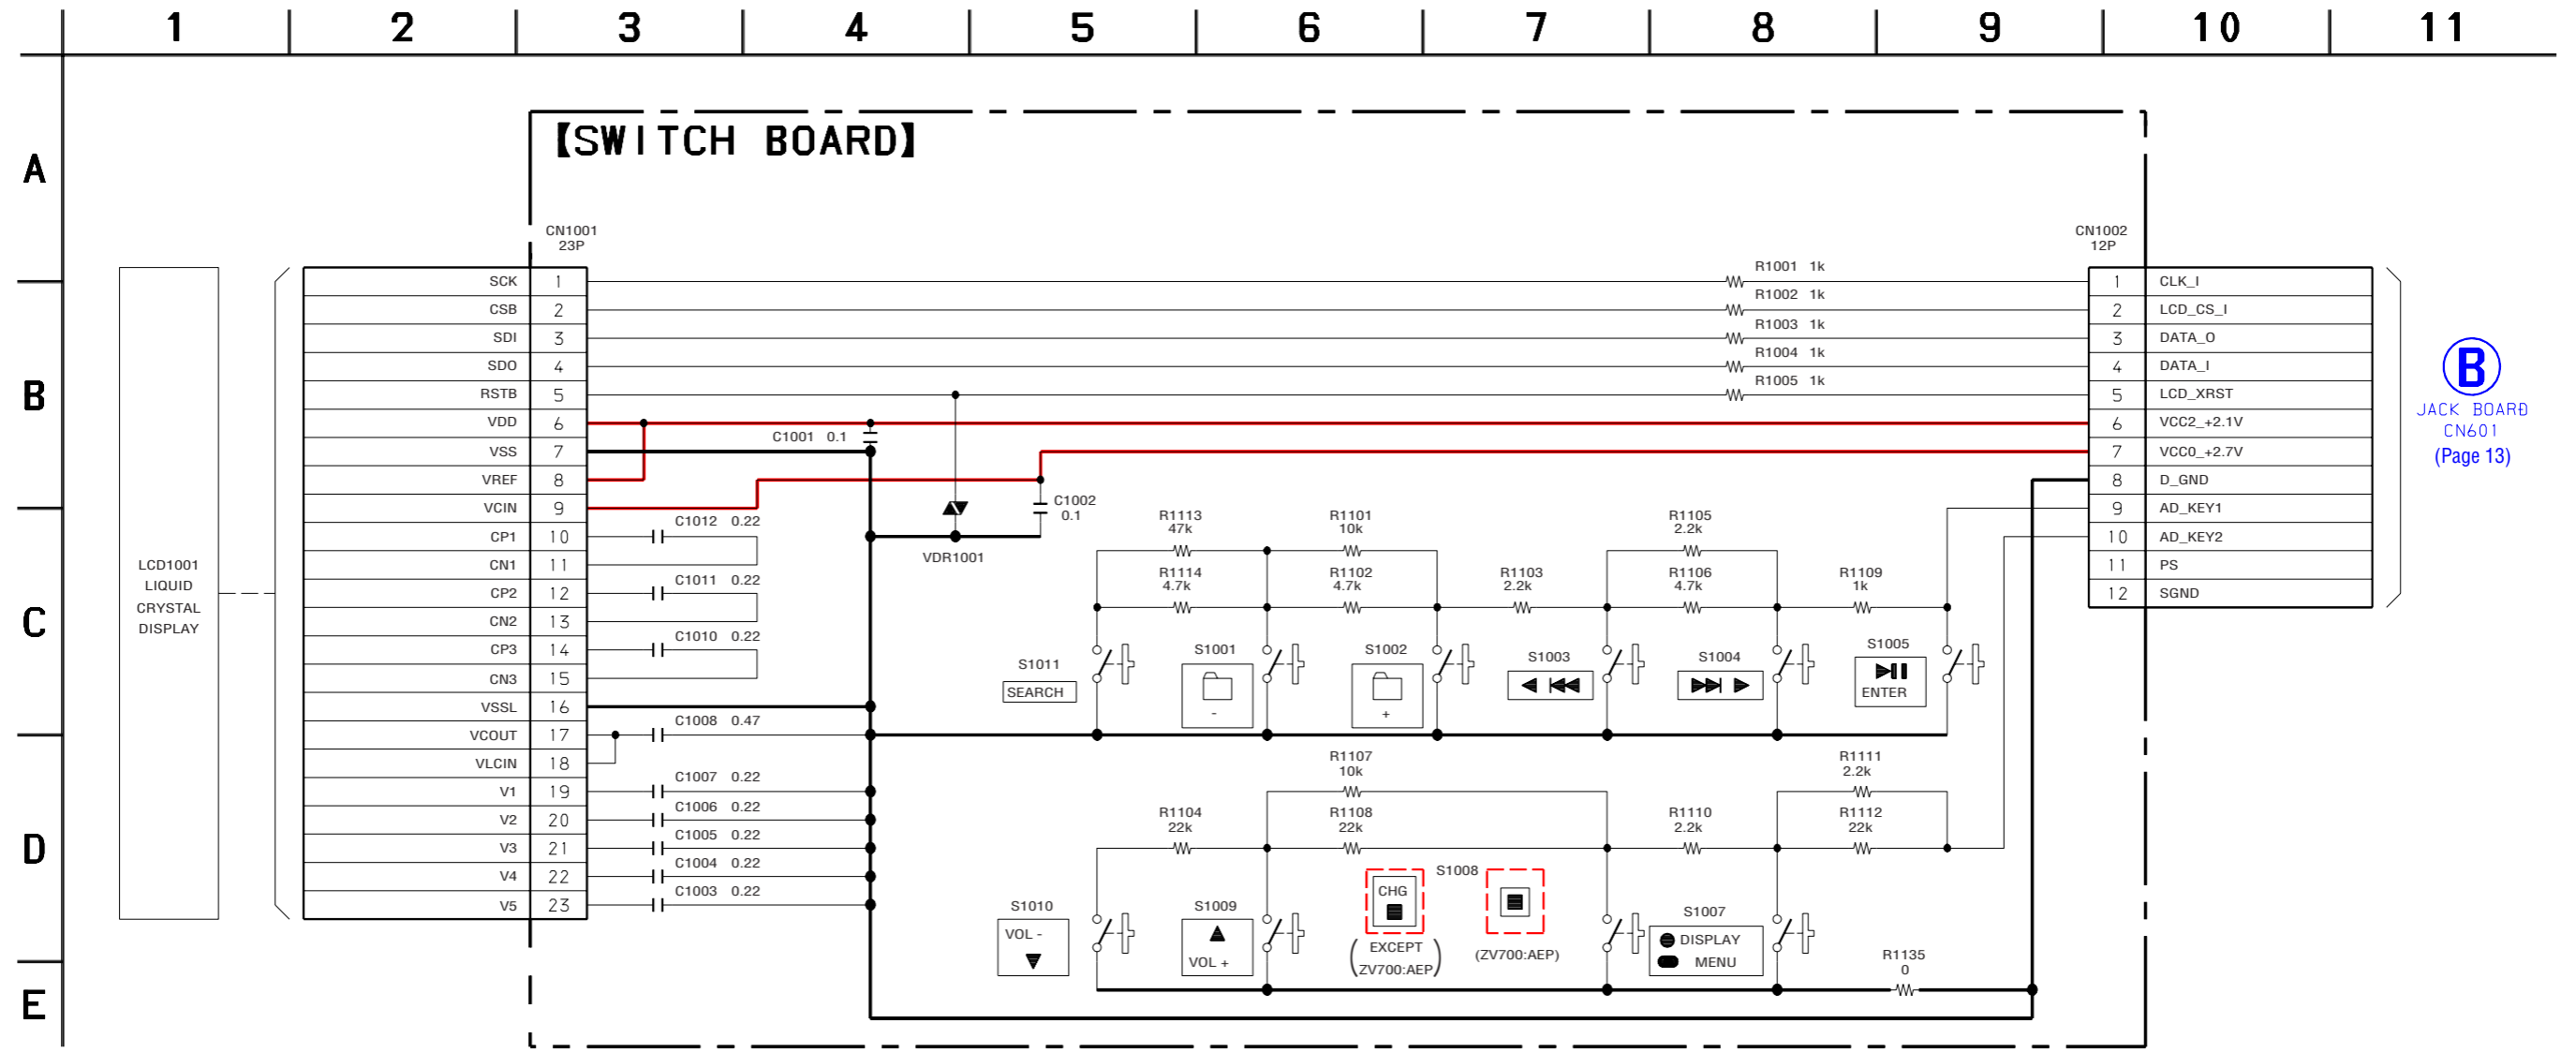 1 2 3 4 5 6 7 8 9 10 11
A
B
C
D
E
【SWITCH BOARD】
CN1001
23P
SCK 1
CSB 2
SDI 3
SDO 4
RSTB 5
VDD 6
VSS 7
VREF 8
VCIN 9
CP1 10
CN1 11
CP2 12
CN2 13
CP3 14
CN3 15
VSSL 16
VCOUT 17
VLCIN 18
V1 19
V2 20
V3 21
V4 22
V5 23
LCD1001
LIQUID
CRYSTAL
DISPLAY
C1001 0.1
C1012 0.22
C1011 0.22
C1010 0.22
C1008 0.47
C1007 0.22
C1006 0.22
C1005 0.22
C1004 0.22
C1003 0.22
VDR1001
C1002
0.1
R1001 1k
R1002 1k
R1003 1k
R1004 1k
R1005 1k
R1113
47k
R1101
10k
R1105
2.2k
R1114
4.7k
R1102
4.7k
R1103
2.2k
R1106
4.7k
R1109
1k
S1011
SEARCH
S1001
-
S1002
+
S1003
S1004
S1005
ENTER
R1107
10k
R1111
2.2k
R1104
22k
R1108
22k
R1110
2.2k
R1112
22k
S1010
VOL -
S1009
VOL +
S1008
CHG
(EXCEPT
ZV700:AEP)
(ZV700:AEP)
S1007
DISPLAY
MENU
R1135
0
CN1002
12P
1 CLK_I
2 LCD_CS_I
3 DATA_O
4 DATA_I
5 LCD_XRST
6 VCC2_+2.1V
7 VCC0_+2.7V
8 D_GND
9 AD_KEY1
10 AD_KEY2
11 PS
12 SGND
B
JACK BOARD
CN601
(Page 13)